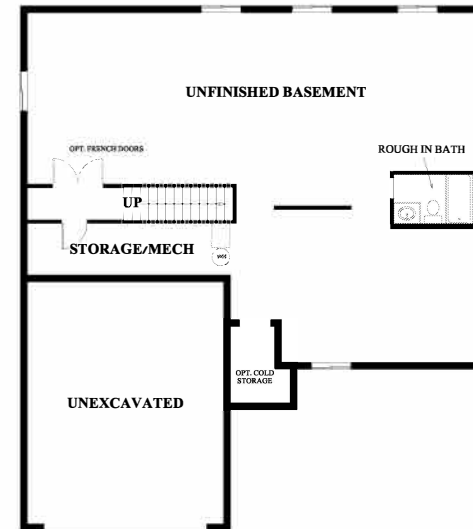 UNFINISHED BASEMENT
OPT. FRENCH DOORS
ROUGH IN BATH
UP
STORAGE/MECH
OPT. COLD
STORAGE
UNEXCAVATED